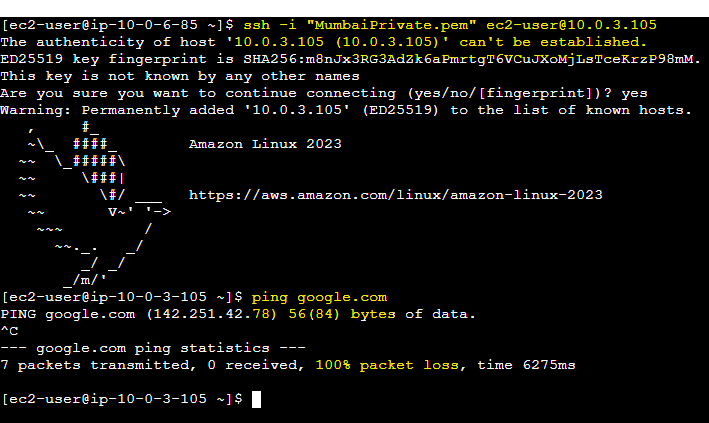 [ec2-user@ip-10-0-6-85 ~]$ ssh -i "MumbaiPrivate.pem" ec2-user@10.0.3.105
The authenticity of host '10.0.3.105 (10.0.3.105)' can't be established.
ED25519 key fingerprint is SHA256:m8nJx3RG3AdZk6aPmrtgT6VCuJXoMjLsTceKrzP98mM.
This key is not known by any other names
Are you sure you want to continue connecting (yes/no/[fingerprint])? yes
Warning: Permanently added '10.0.3.105' (ED25519) to the list of known hosts.
   ,     #_
   ~\_  ####_        Amazon Linux 2023
  ~~  \_#####\
  ~~     \###|
  ~~       \#/ ___   https://aws.amazon.com/linux/amazon-linux-2023
   ~~       V~' '->
    ~~~         /
      ~~._.   _/
         _/ _/
       _/m/'
[ec2-user@ip-10-0-3-105 ~]$ ping google.com
PING google.com (142.251.42.78) 56(84) bytes of data.
^C
--- google.com ping statistics ---
7 packets transmitted, 0 received, 100% packet loss, time 6275ms
[ec2-user@ip-10-0-3-105 ~]$